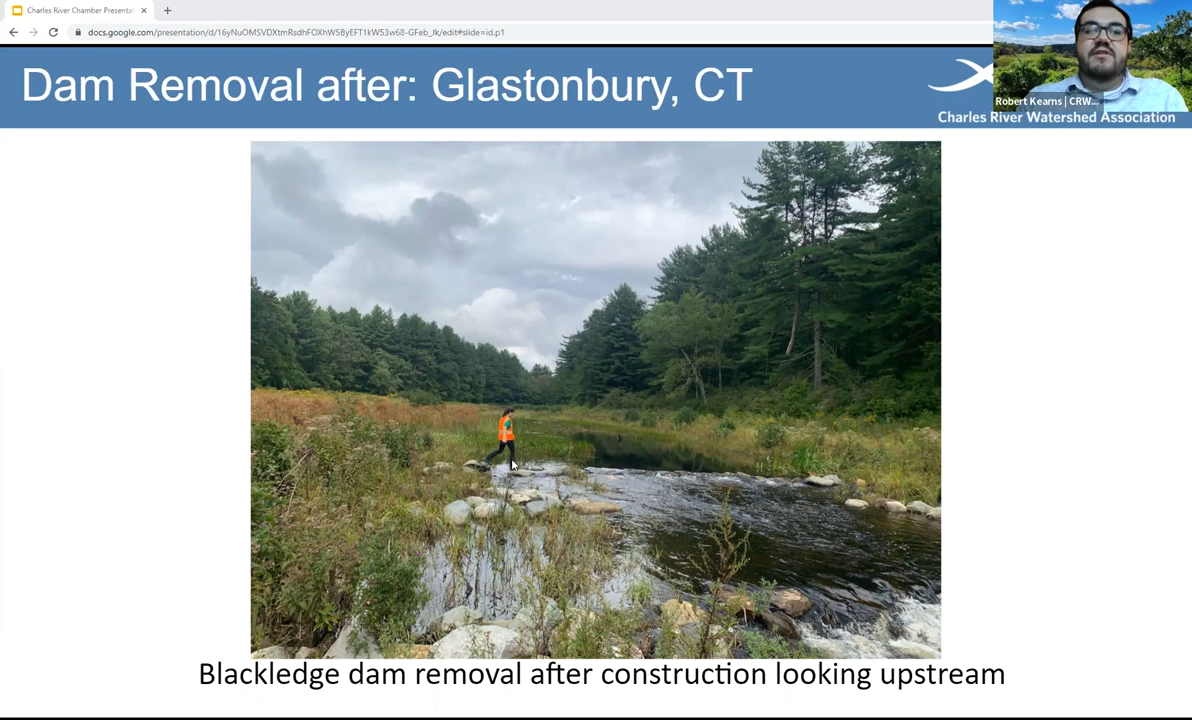 Charles River Chamber Presentat
docs.google.com/presentation/d/16yNuOMSVDXtmRsdhFOXhW5ByEFT1kW53w68-GFeb_Jk/edit#slide=id.p1
Dam Removal after: Glastonbury, CT
Robert Kearns | CRW...
Charles River Watershed Association
Blackledge dam removal after construction looking upstream